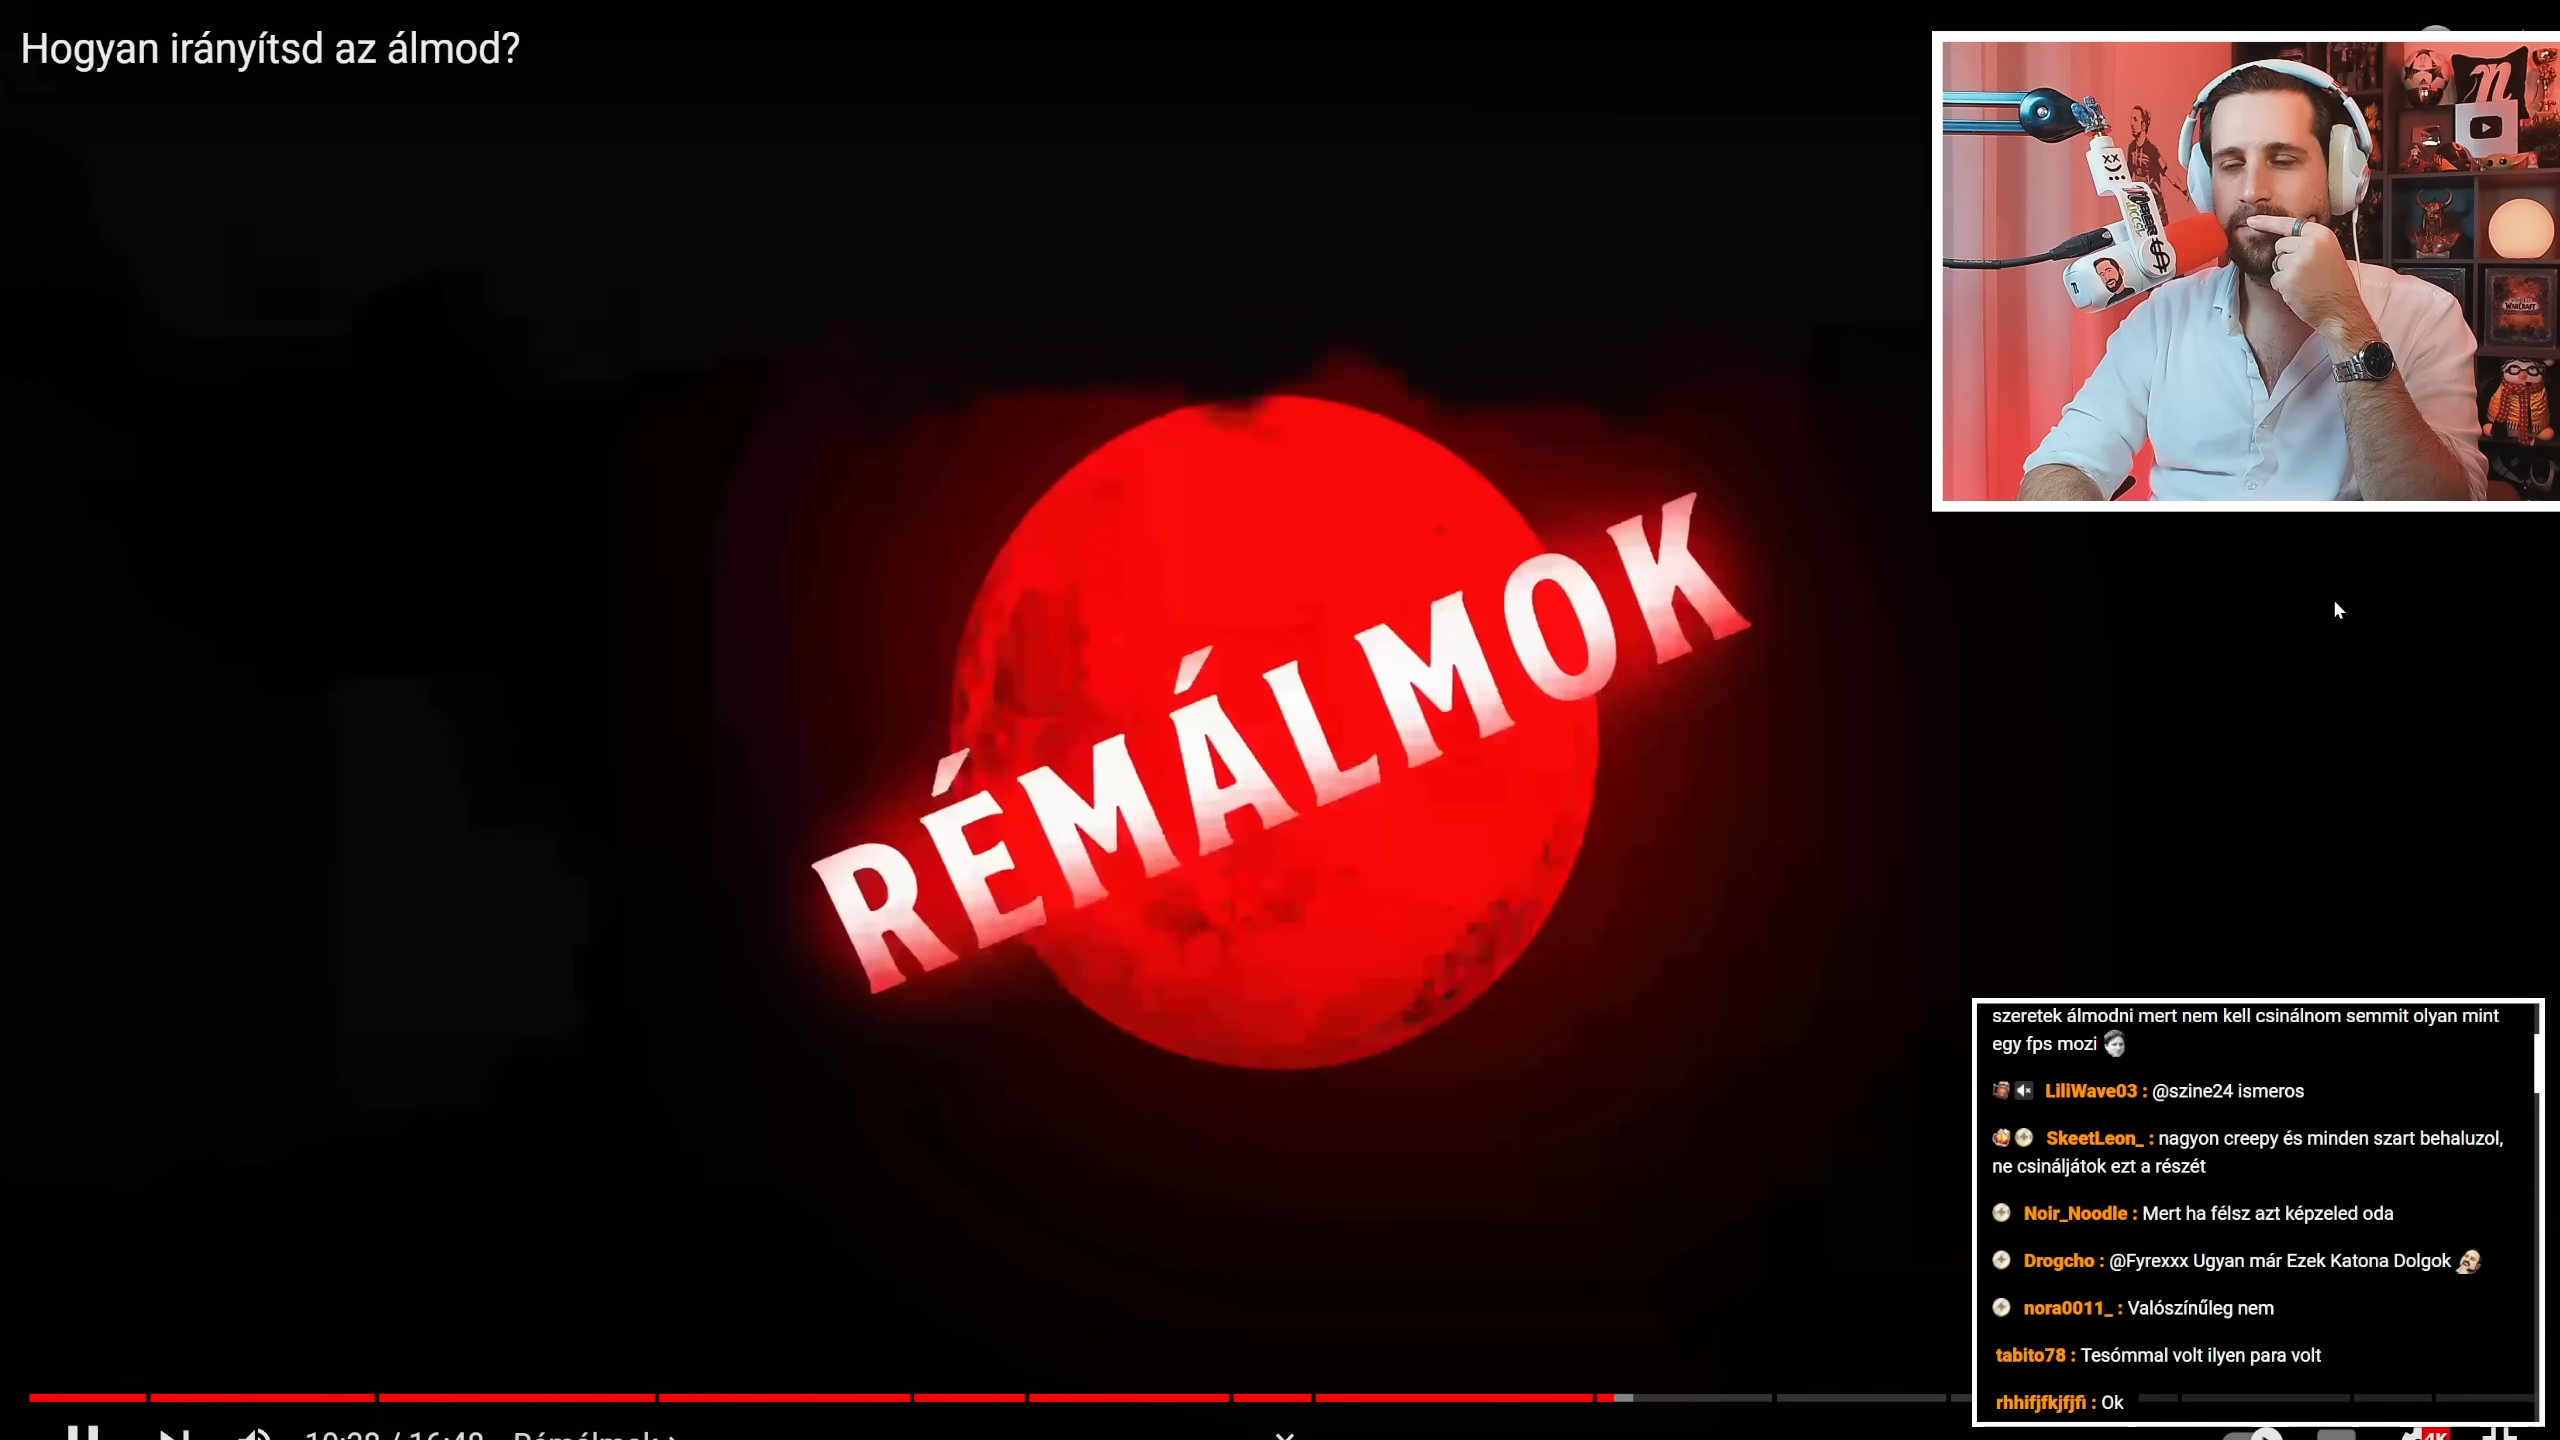 Hogyan irányítsd az álmod?
RÉMÁLMOK
szeretek álmodni mert nem kell csinálnom semmit olyan mint
egy fps mozi
LiliWave03 : @szine24 ismeros
SkeetLeon_ : nagyon creepy és minden szart behaluzol,
ne csináljátok ezt a részét
Noir_Noodle : Mert ha félsz azt képzeled oda
Drogcho : @Fyrexxx Ugyan már Ezek Katona Dolgok
nora0011_ : Valószínűleg nem
tabito78 : Tesómmal volt ilyen para volt
rhhifjfkjfjfi : Ok
4K